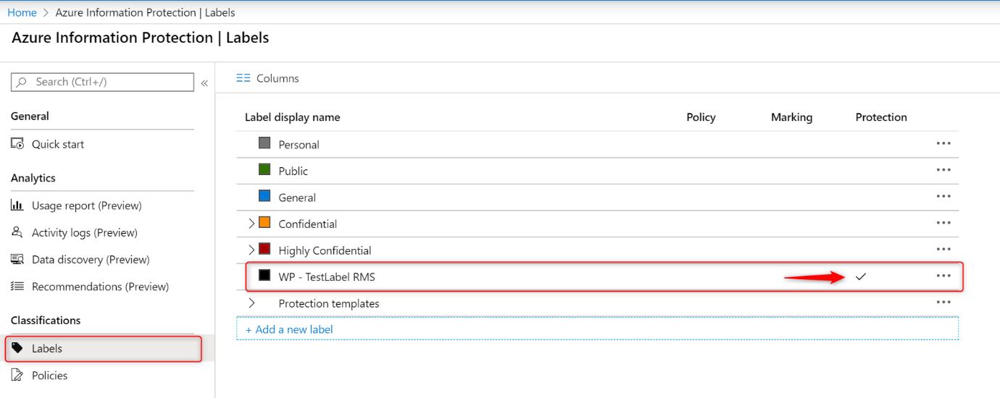 Home > Azure Information Protection | Labels
Azure Information Protection | Labels
Search (Ctrl+/)
«
General
Quick start
Analytics
Usage report (Preview)
Activity logs (Preview)
Data discovery (Preview)
Recommendations (Preview)
Classifications
Labels
Policies
Columns
Label display name Policy Marking Protection
Personal
Public
General
Confidential
Highly Confidential
WP - TestLabel RMS
Protection templates
+ Add a new label